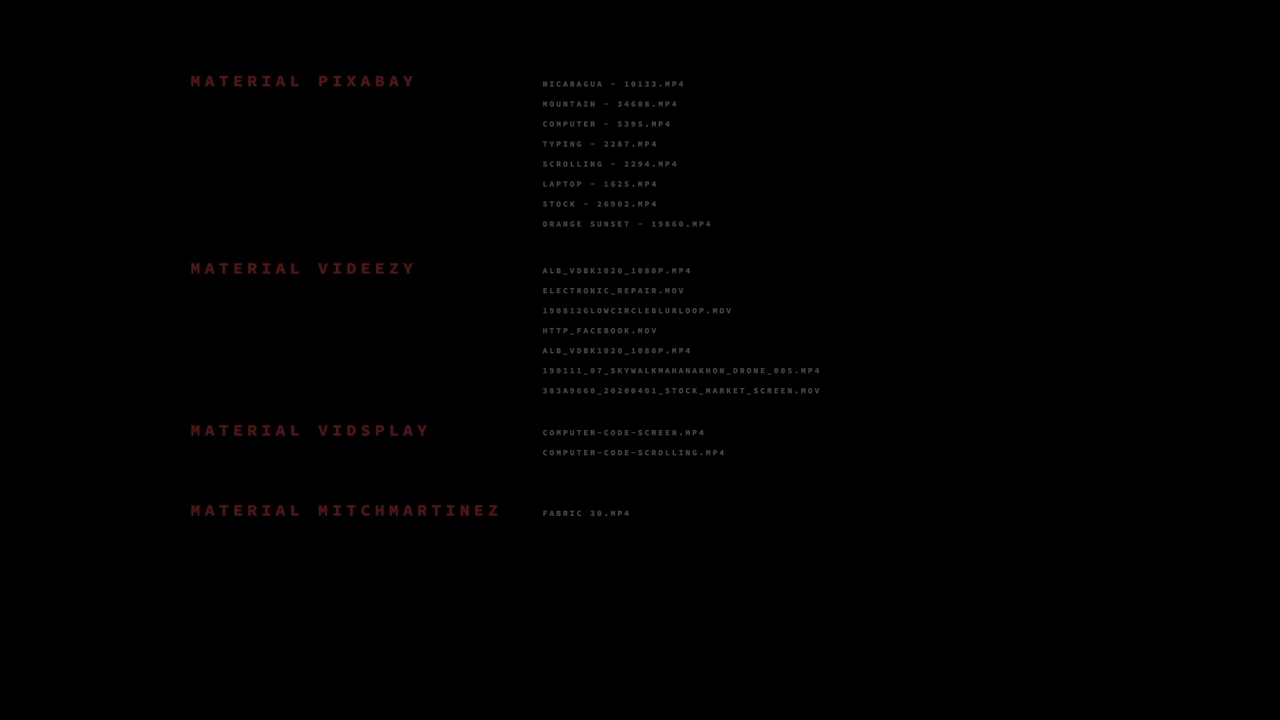 MATERIAL PIXABAY
NICARAGUA - 10133.MP4
MOUNTAIN - 34608.MP4
COMPUTER - 5395.MP4
TYPING - 2287.MP4
SCROLLING - 2294.MP4
LAPTOP - 1625.MP4
STOCK - 26902.MP4
ORANGE SUNSET - 19860.MP4
MATERIAL VIDEEZY
ALB_VDBK1020_1080P.MP4
ELECTRONIC_REPAIR.MOV
190812GLOWCIRCLEBLURLOOP.MOV
HTTP_FACEBOOK.MOV
ALB_VDBK1020_1080P.MP4
190111_07_SKYWALKMAHANAKHON_DRONE_005.MP4
383A9660_20200401_STOCK_MARKET_SCREEN.MOV
MATERIAL VIDSPLAY
COMPUTER-CODE-SCREEN.MP4
COMPUTER-CODE-SCROLLING.MP4
MATERIAL MITCHMARTINEZ
FABRIC 30.MP4